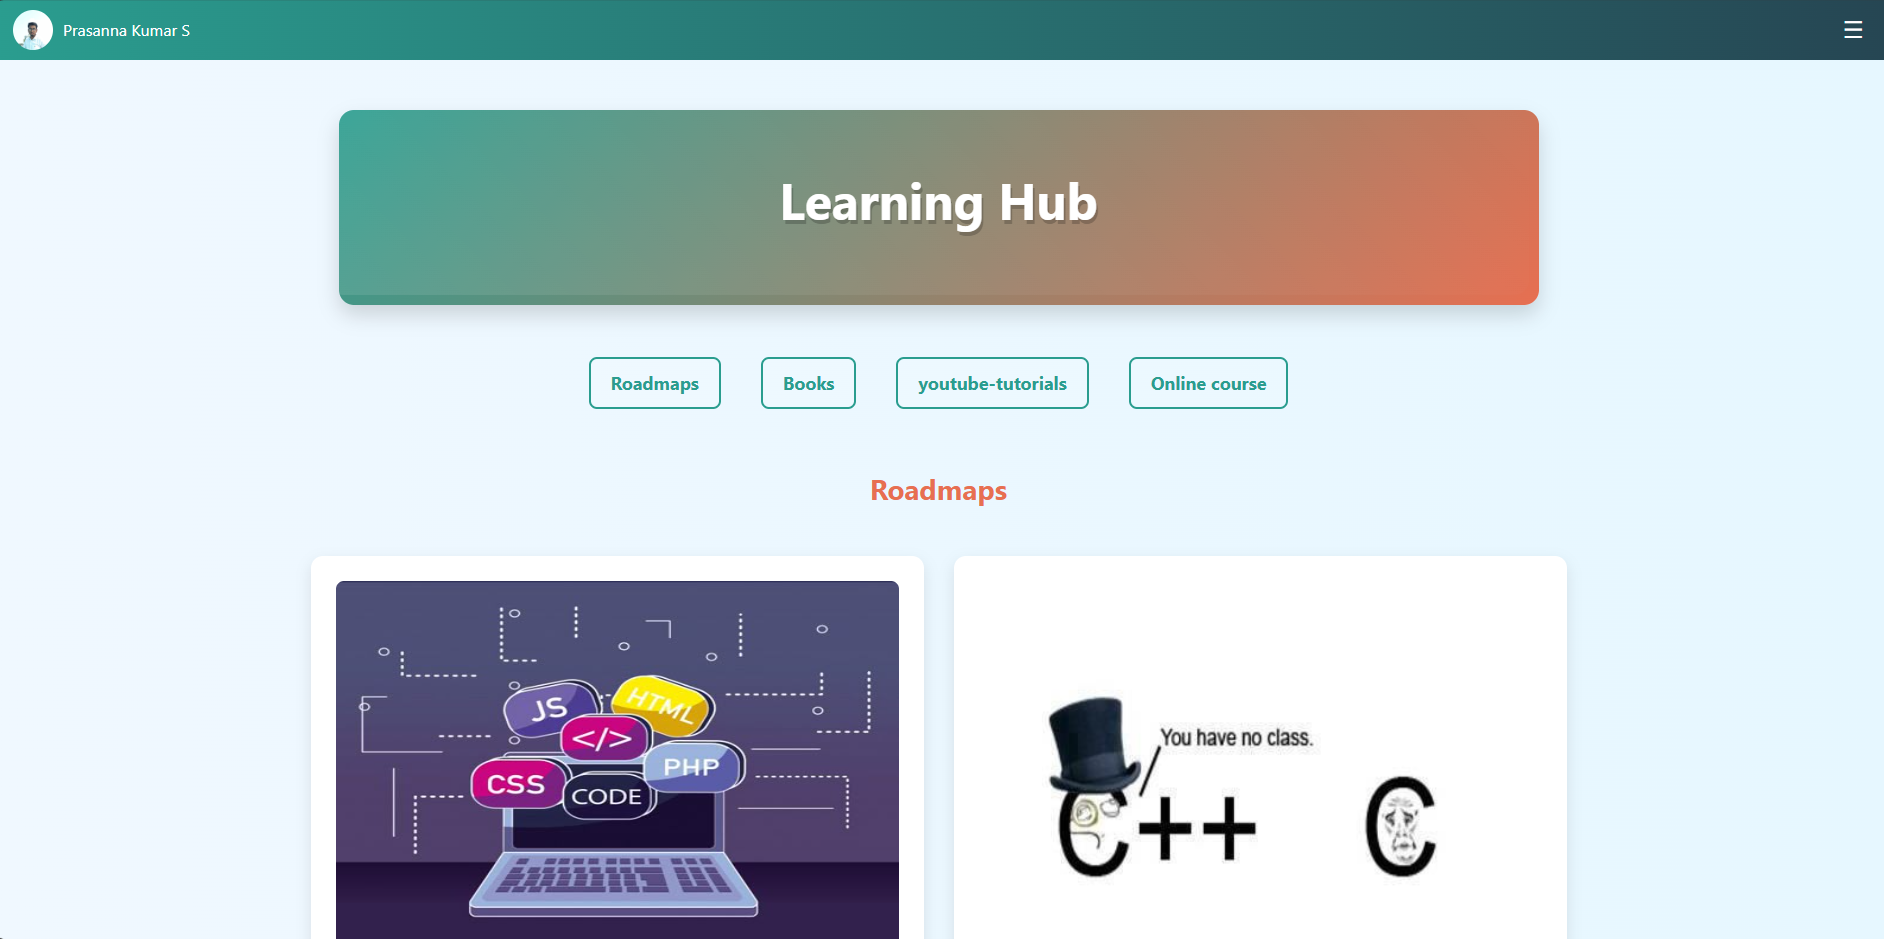 Prasanna Kumar S
Learning Hub
Roadmaps
Books
youtube-tutorials
Online course
Roadmaps
JS
HTML
</>
CSS
PHP
CODE
You have no class.
C++
C